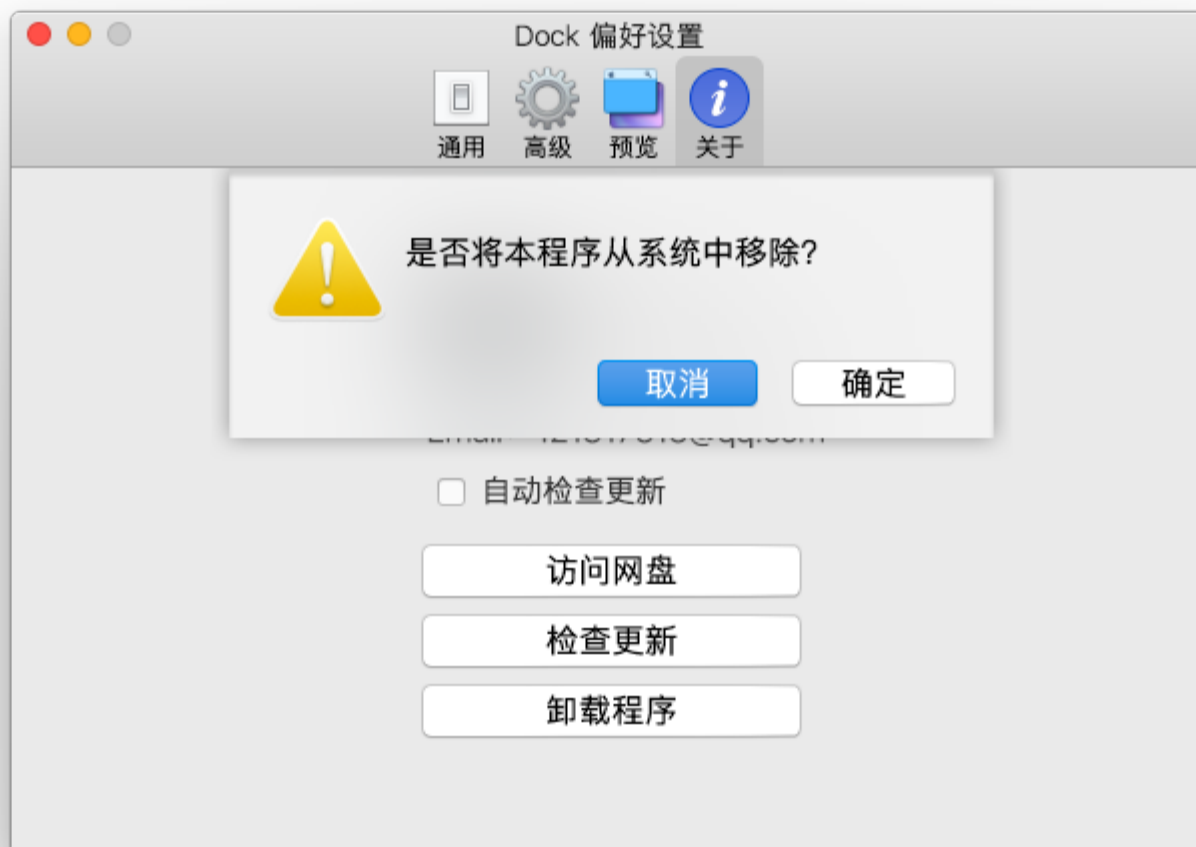 Dock 偏好设置
通用 高级 预览 关于
是否将本程序从系统中移除?
取消 确定
自动检查更新
访问网盘
检查更新
卸载程序